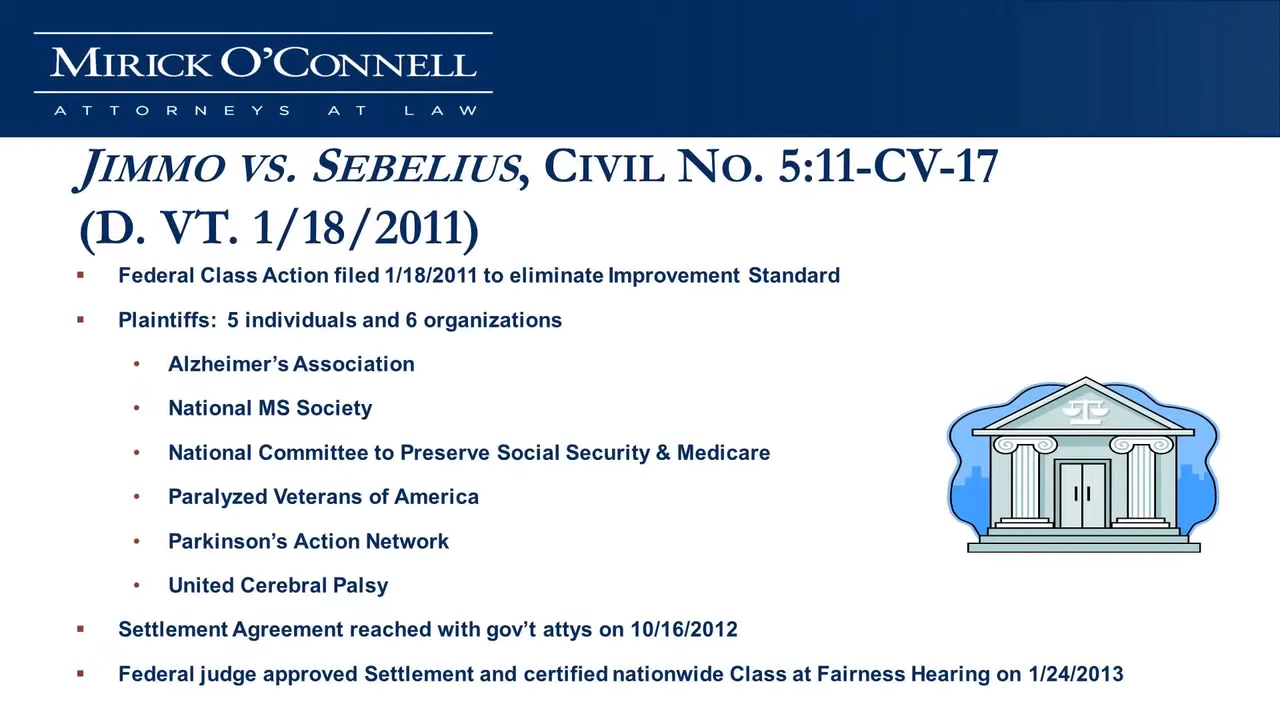 MIRICK O'CONNELL
ATTORNEYS AT LAW
JIMMO VS. SEBELIUS, CIVIL NO. 5:11-CV-17
(D. VT. 1/18/2011)
▪ Federal Class Action filed 1/18/2011 to eliminate Improvement Standard
▪ Plaintiffs: 5 individuals and 6 organizations
• Alzheimer's Association
• National MS Society
• National Committee to Preserve Social Security & Medicare
• Paralyzed Veterans of America
• Parkinson's Action Network
• United Cerebral Palsy
▪ Settlement Agreement reached with gov't attys on 10/16/2012
▪ Federal judge approved Settlement and certified nationwide Class at Fairness Hearing on 1/24/2013